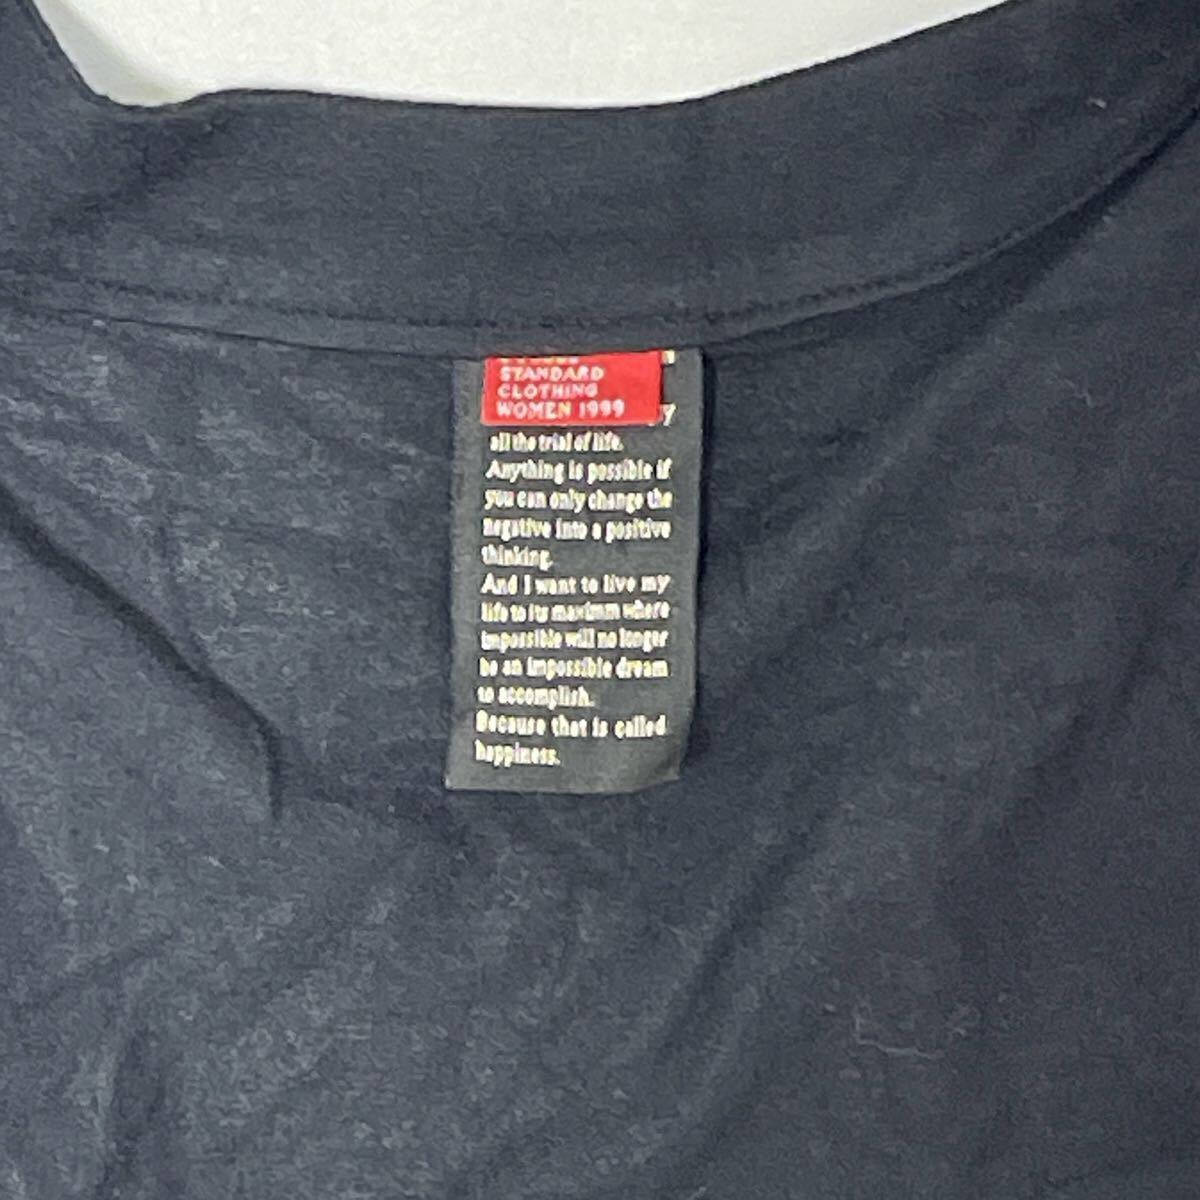 STANDARD
CLOTHING
WOMEN 1999
y
all the trial of life.
Anything is possible if
you can only change the
negative into a positive
thinking.
And I want to live my
life to its maximm where
impossible will no longer
be an impossible dream
to accomplish.
Because that is called
happiness.